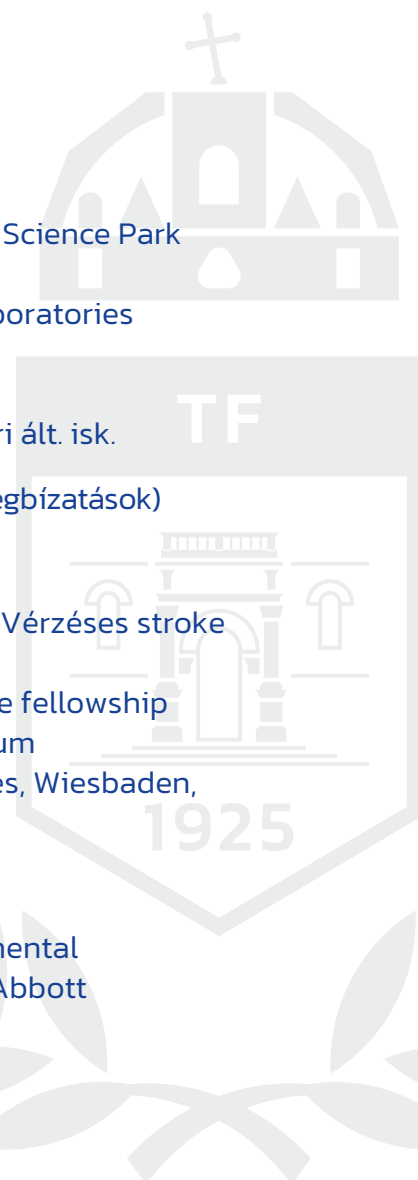 Science Park
boratories
TF
ri ált. isk.
egbízatások)
Vérzéses stroke
e fellowship
um
es, Wiesbaden,
1925
nental
Abbott